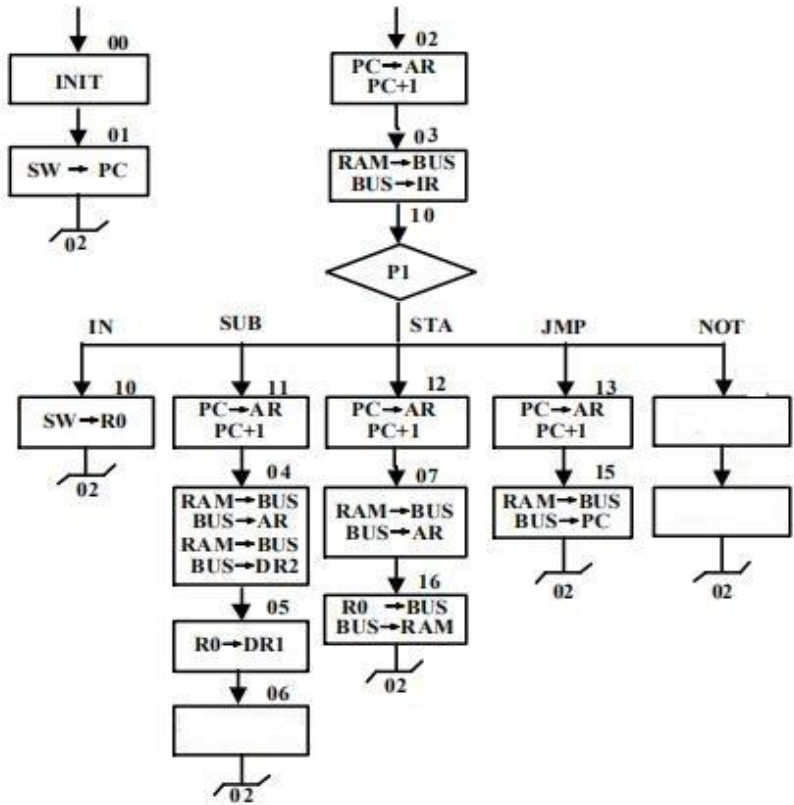 00
INIT
01
SW → PC
02
02
PC→AR
PC+1
03
RAM→BUS
BUS→IR
10
P1
IN
SUB
STA
JMP
NOT
10
SW→R0
02
11
PC→AR
PC+1
04
RAM→BUS
BUS→AR
RAM→BUS
BUS→DR2
05
R0→DR1
06
02
12
PC→AR
PC+1
07
RAM→BUS
BUS→AR
16
R0 →BUS
BUS→RAM
02
13
PC→AR
PC+1
15
RAM→BUS
BUS→PC
02
02